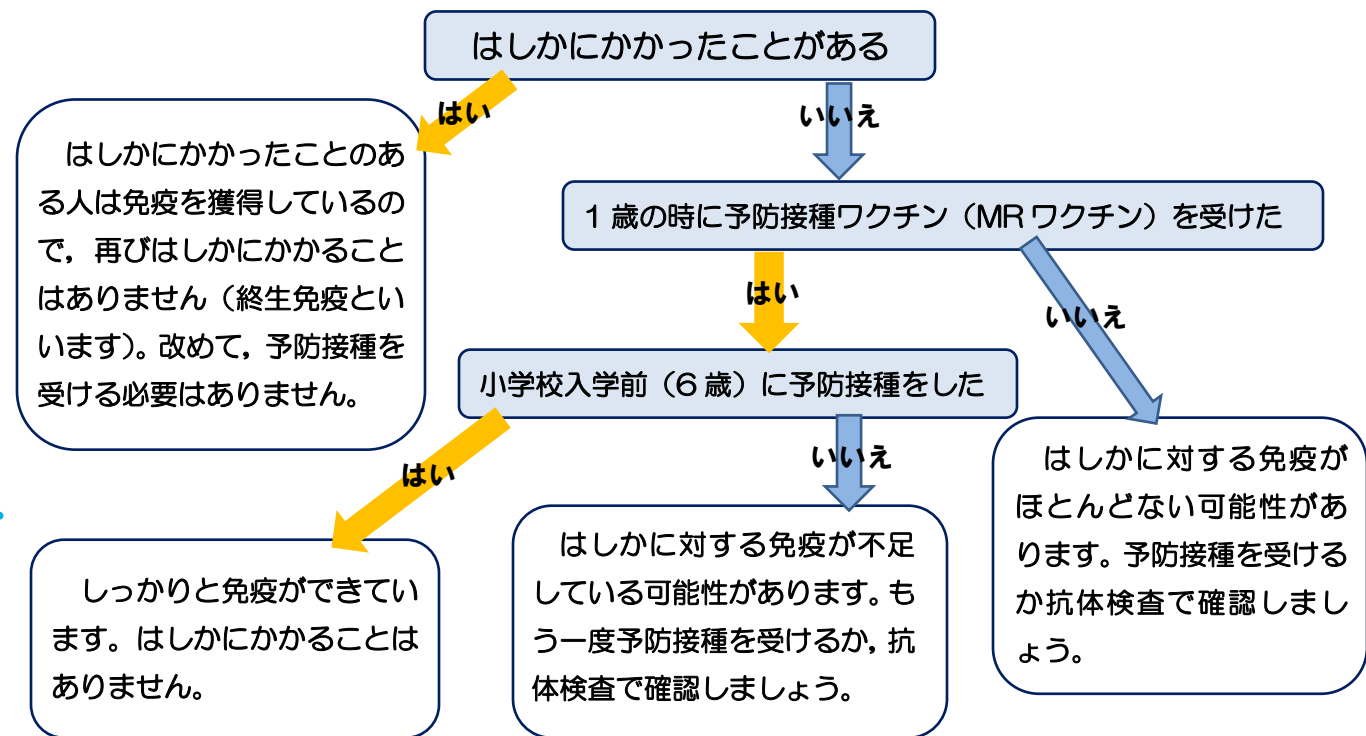 はしかにかかったことがある
はい
いいえ
はしかにかかったことのあ
る人は免疫を獲得しているの
で，再びはしかにかかること
はありません（終生免疫とい
います）。改めて，予防接種を
受ける必要はありません。
1歳の時に予防接種ワクチン（MRワクチン）を受けた
はい
いいえ
小学校入学前（6歳）に予防接種をした
はい
いいえ
はしかに対する免疫が
ほとんどない可能性があ
ります。予防接種を受ける
か抗体検査で確認しまし
ょう。
しっかりと免疫ができてい
ます。はしかにかかることは
ありません。
はしかに対する免疫が不足
している可能性があります。も
う一度予防接種を受けるか，抗
体検査で確認しましょう。